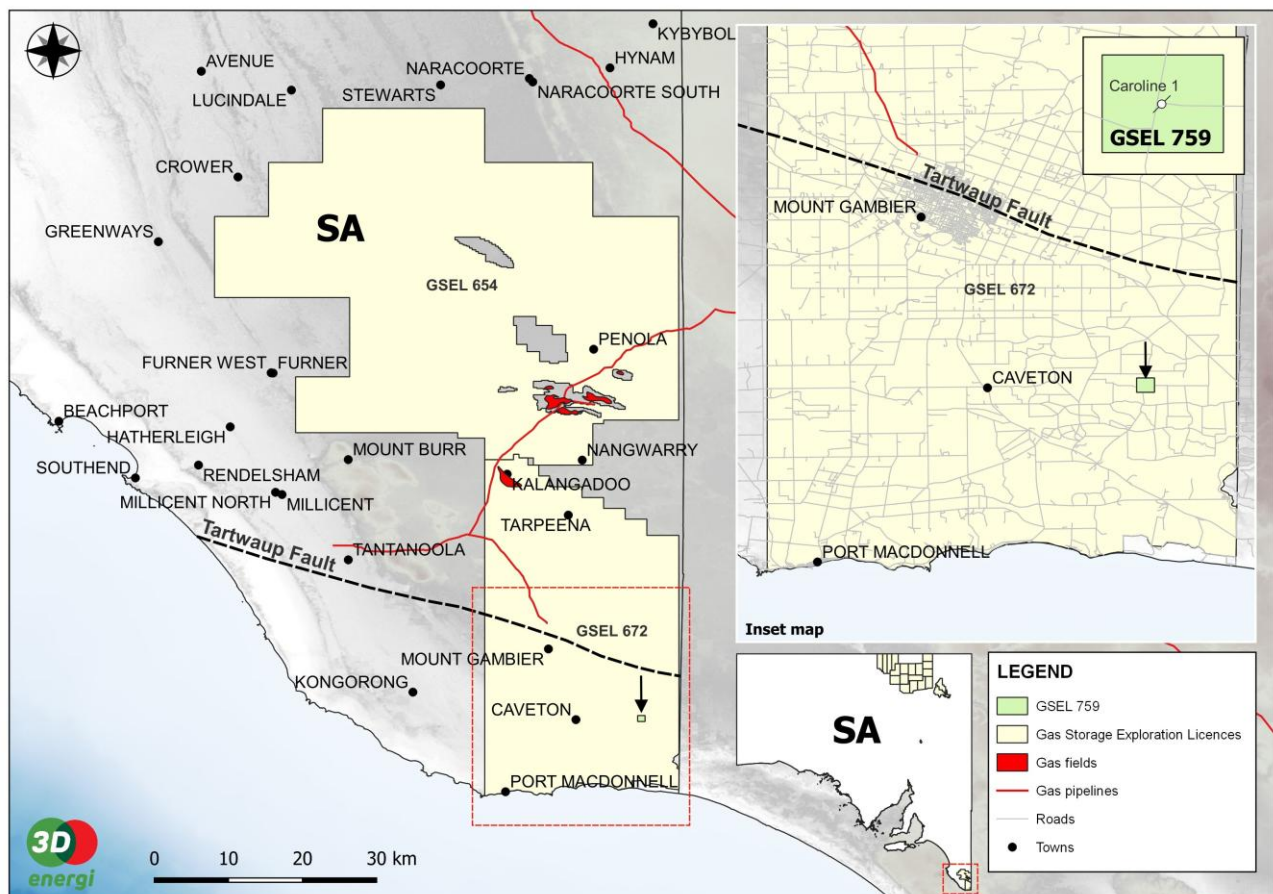 KYBYBOL
HYNAM
AVENUE
NARACOORTE
LUCINDALE
STEWARTS
NARACOORTE SOUTH
CROWER
SA
GREENWAYS
GSEL 654
PENOLA
FURNER WEST
FURNER
BEACHPORT
HATHERLEIGH
MOUNT BURR
NANGWARRY
SOUTHEND
RENDELSHAM
KALANGADOO
MILLICENT NORTH
MILLICENT
TARPEENA
Tartwaup Fault
TANTANOOLA
GSEL 672
MOUNT GAMBIER
KONGORONG
CAVETON
PORT MACDONNELL
3D
energi
0 10 20 30 km
Caroline 1
GSEL 759
Tartwaup Fault
MOUNT GAMBIER
GSEL 672
CAVETON
PORT MACDONNELL
Inset map
SA
LEGEND
GSEL 759
Gas Storage Exploration Licences
Gas fields
Gas pipelines
Roads
Towns